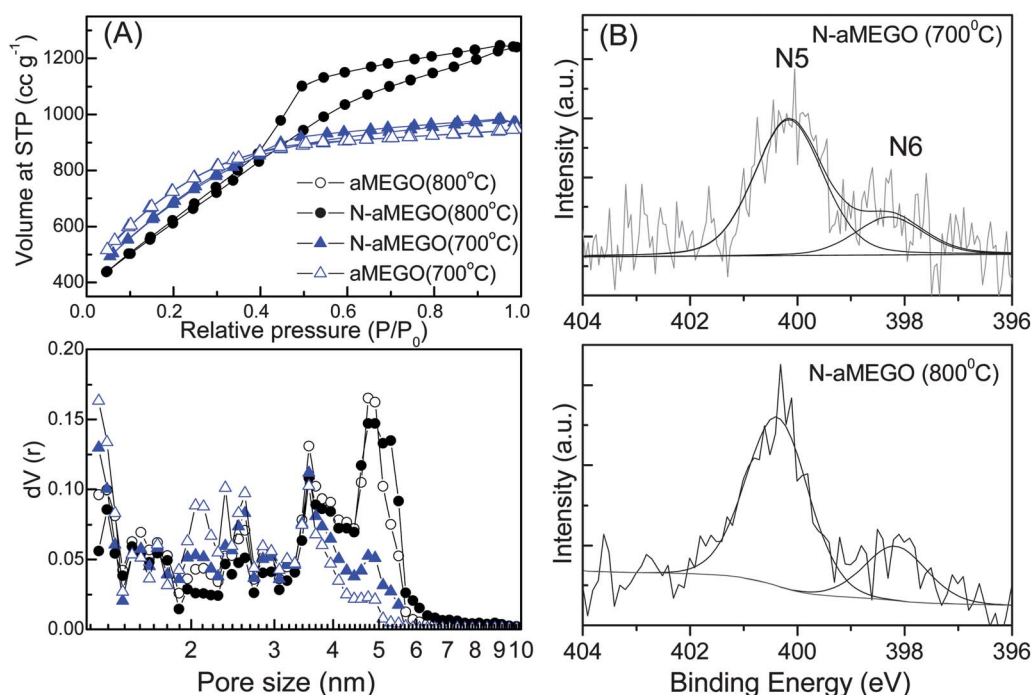 (A)
Volume at STP (cc g⁻¹)
1200
1000
800
600
400
aMEGO(800°C)
N-aMEGO(800°C)
N-aMEGO(700°C)
aMEGO(700°C)
0.0 0.2 0.4 0.6 0.8 1.0
Relative pressure (P/P₀)
dV (r)
0.20
0.15
0.10
0.05
0.00
2 3 4 5 6 7 8 9 10
Pore size (nm)
(B)
N-aMEGO (700⁰C)
N5
N6
Intensity (a.u.)
404 402 400 398 396
N-aMEGO (800⁰C)
Intensity (a.u.)
404 402 400 398 396
Binding Energy (eV)